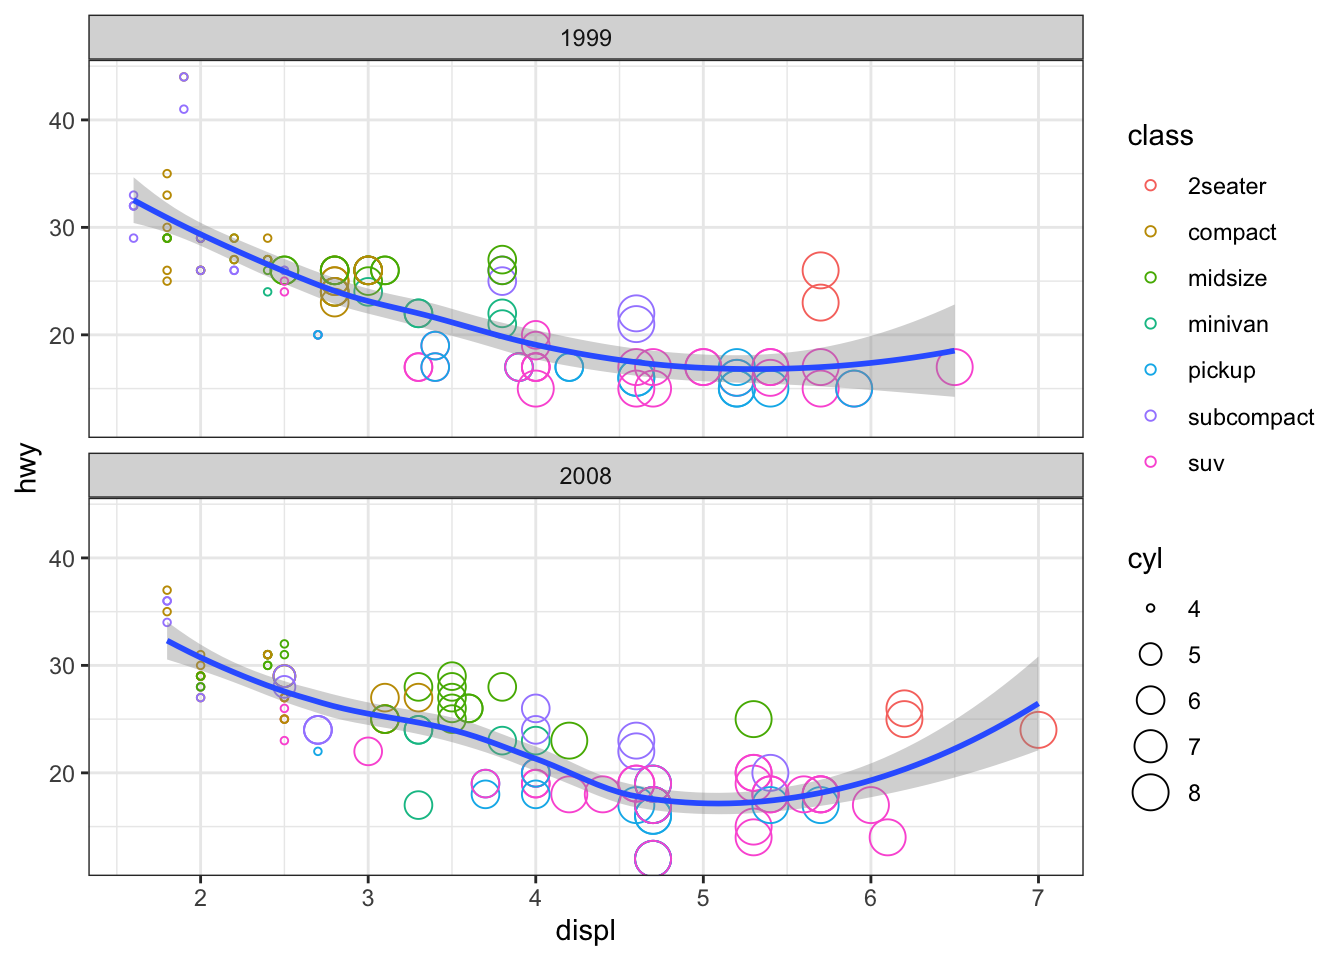 1999
40
30
20
hwy
2008
40
30
20
2 3 4 5 6 7
displ
class
2seater
compact
midsize
minivan
pickup
subcompact
suv
cyl
4
5
6
7
8